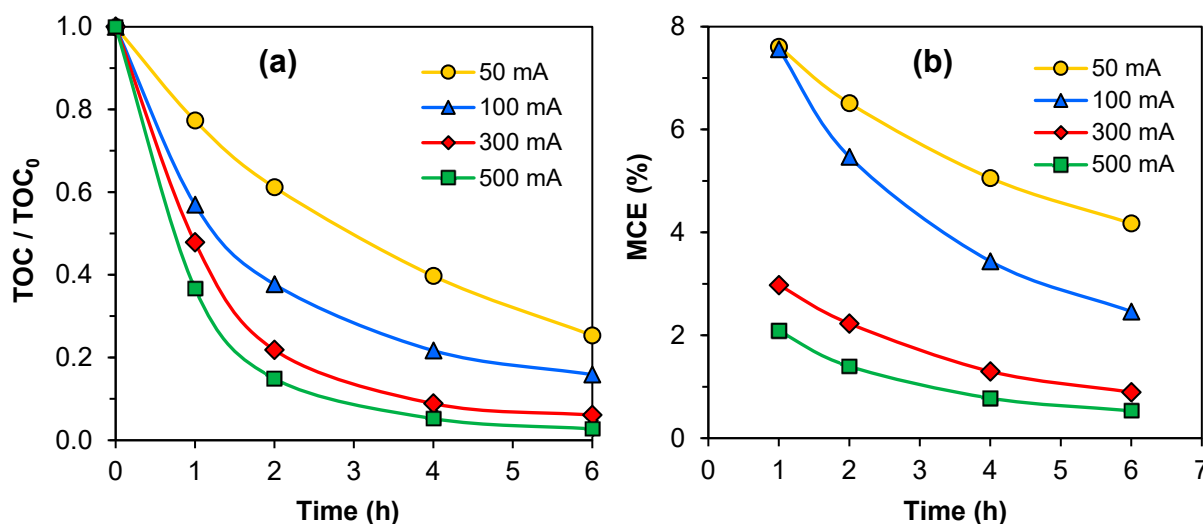 (a)
50 mA
100 mA
300 mA
500 mA
1.0
0.8
0.6
0.4
0.2
0.0
TOC / TOC₀
0 1 2 3 4 5 6
Time (h)
(b)
50 mA
100 mA
300 mA
500 mA
8
6
4
2
0
MCE (%)
0 1 2 3 4 5 6 7
Time (h)